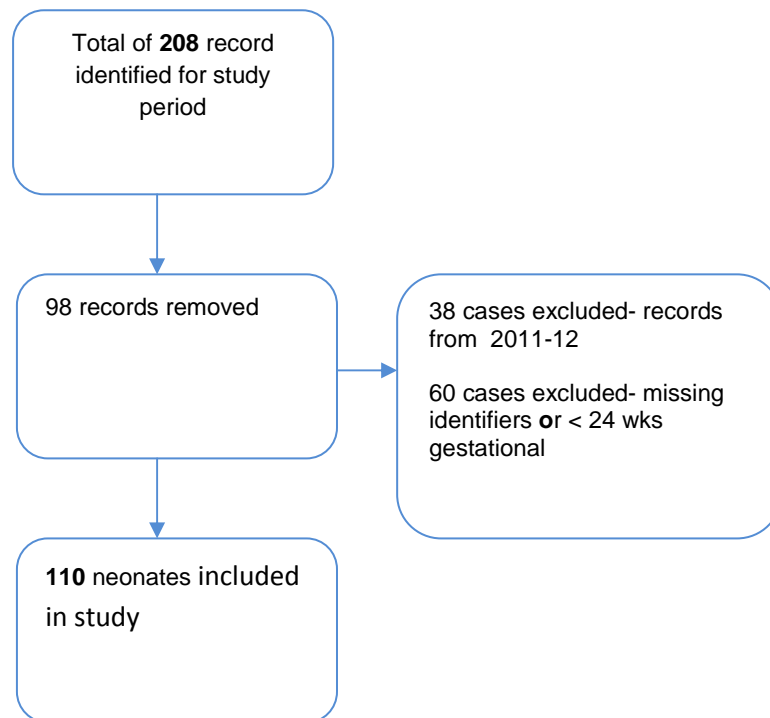 Total of 208 record
identified for study
period
98 records removed
38 cases excluded- records
from 2011-12
60 cases excluded- missing
identifiers or < 24 wks
gestational
110 neonates included
in study